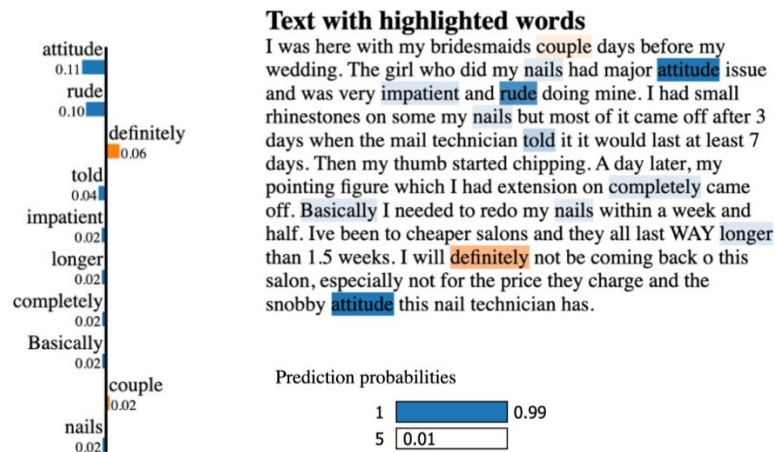 attitude
0.11
rude
0.10
definitely
0.06
told
0.04
impatient
0.02
longer
0.02
completely
0.02
Basically
0.02
couple
0.02
nails
0.02
Text with highlighted words
I was here with my bridesmaids couple days before my
wedding. The girl who did my nails had major attitude issue
and was very impatient and rude doing mine. I had small
rhinestones on some my nails but most of it came off after 3
days when the mail technician told it it would last at least 7
days. Then my thumb started chipping. A day later, my
pointing figure which I had extension on completely came
off. Basically I needed to redo my nails within a week and
half. Ive been to cheaper salons and they all last WAY longer
than 1.5 weeks. I will definitely not be coming back o this
salon, especially not for the price they charge and the
snobby attitude this nail technician has.
Prediction probabilities
1 0.99
5 0.01